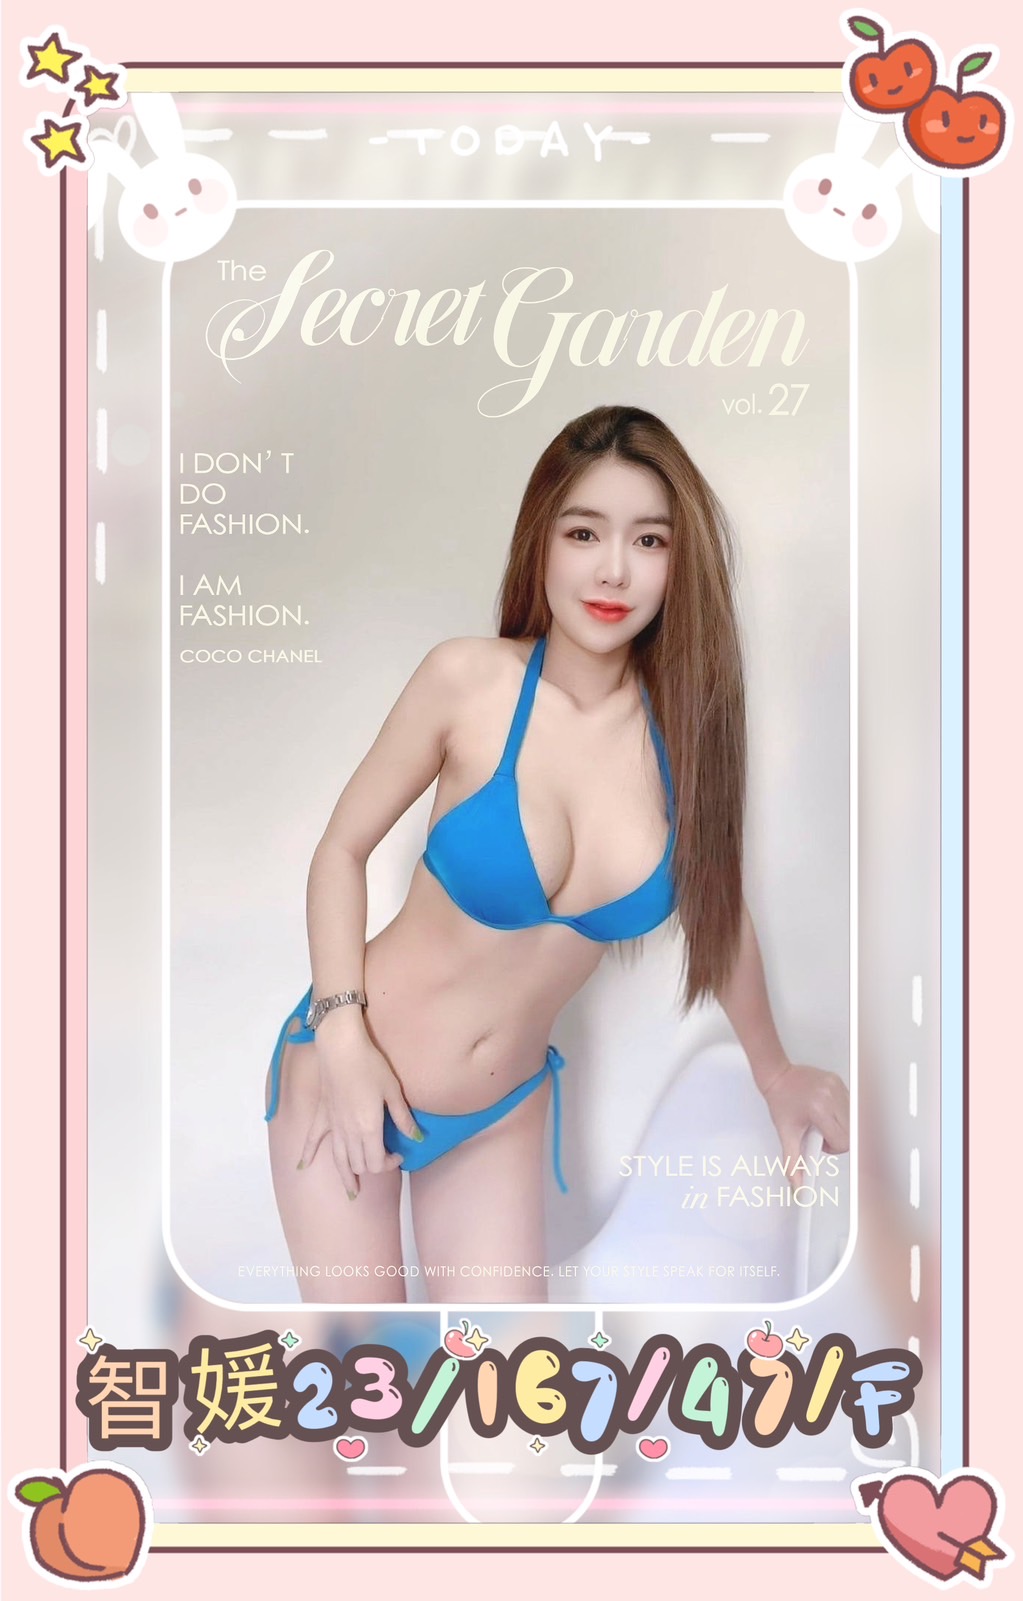 TODAY
The
Secret Garden
vol. 27
I DON'T
DO
FASHION.
I AM
FASHION.
COCO CHANEL
STYLE IS ALWAYS
in FASHION
EVERYTHING LOOKS GOOD WITH CONFIDENCE. LET YOUR STYLE SPEAK FOR ITSELF.
智媛23/167/47/F